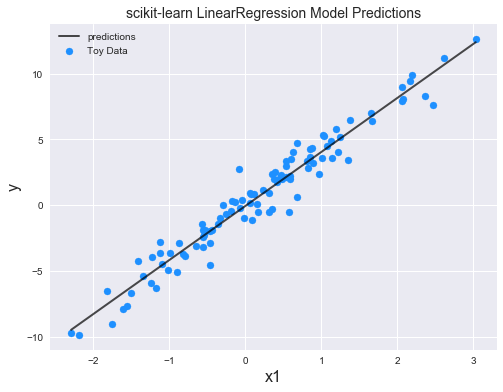 scikit-learn LinearRegression Model Predictions
predictions
Toy Data
10
5
0
−5
−10
y
−2
−1
0
1
2
3
x1